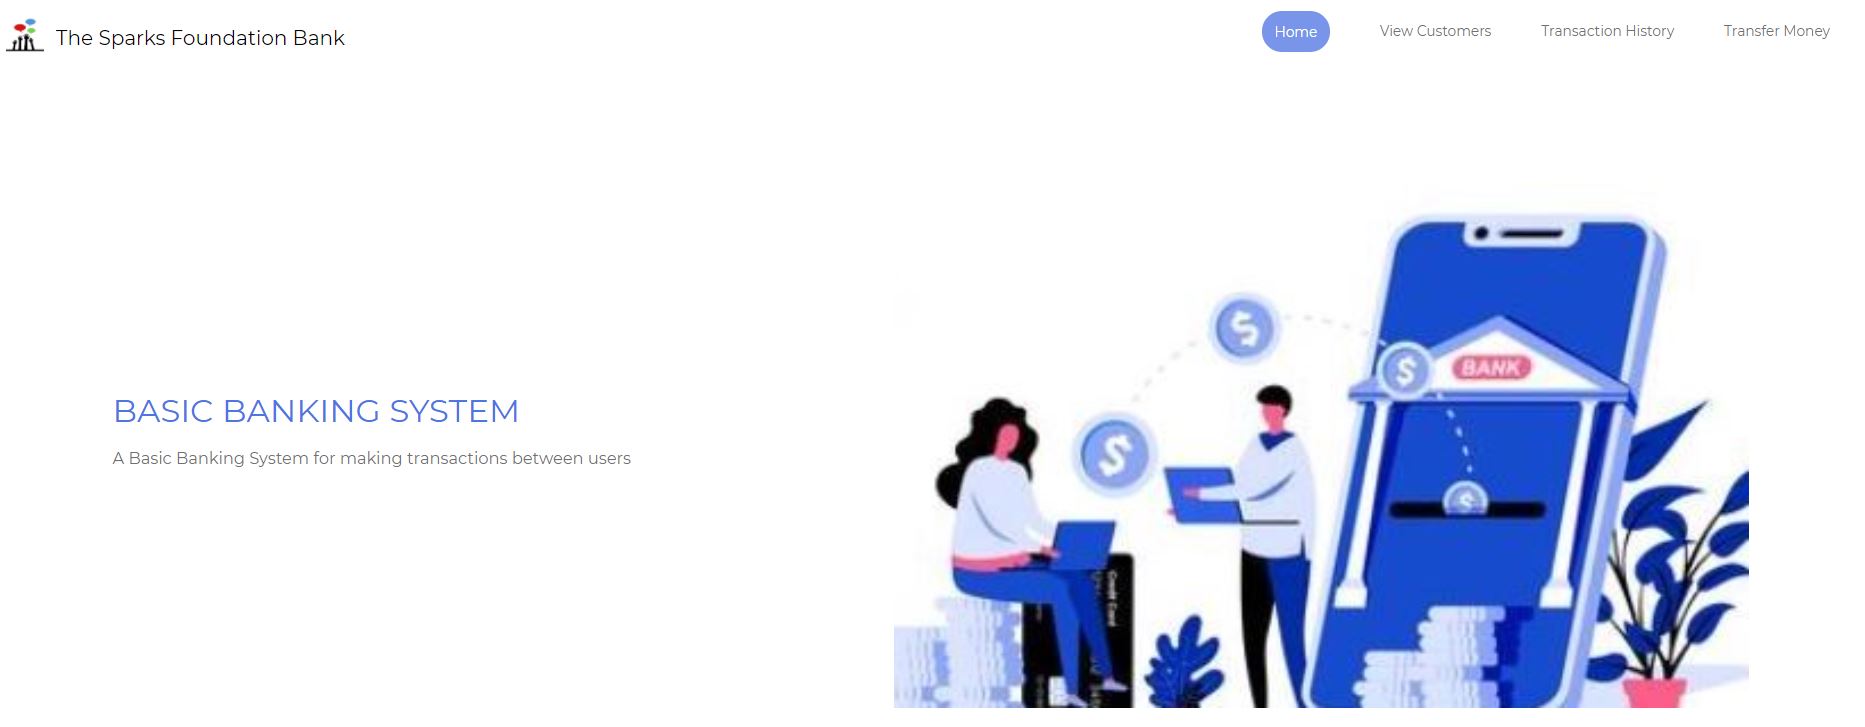 The Sparks Foundation Bank
Home
View Customers
Transaction History
Transfer Money
BASIC BANKING SYSTEM
A Basic Banking System for making transactions between users
BANK
Credit Card